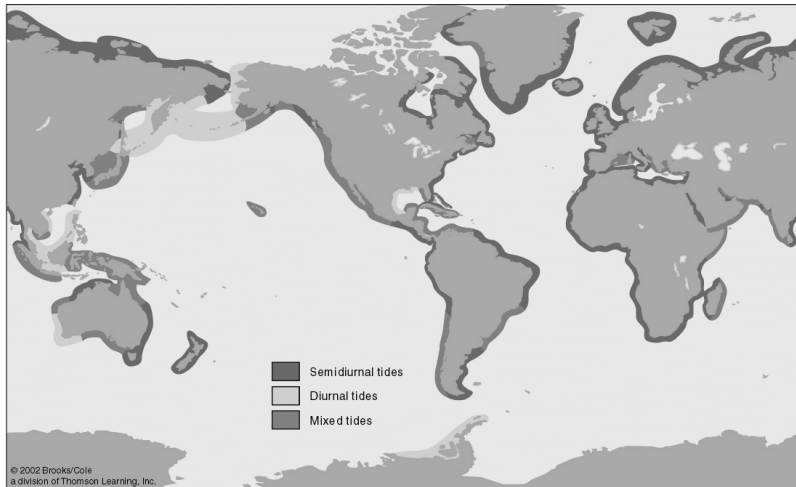 Semidiurnal tides
Diurnal tides
Mixed tides
© 2002 Brooks/Cole
a division of Thomson Learning, Inc.